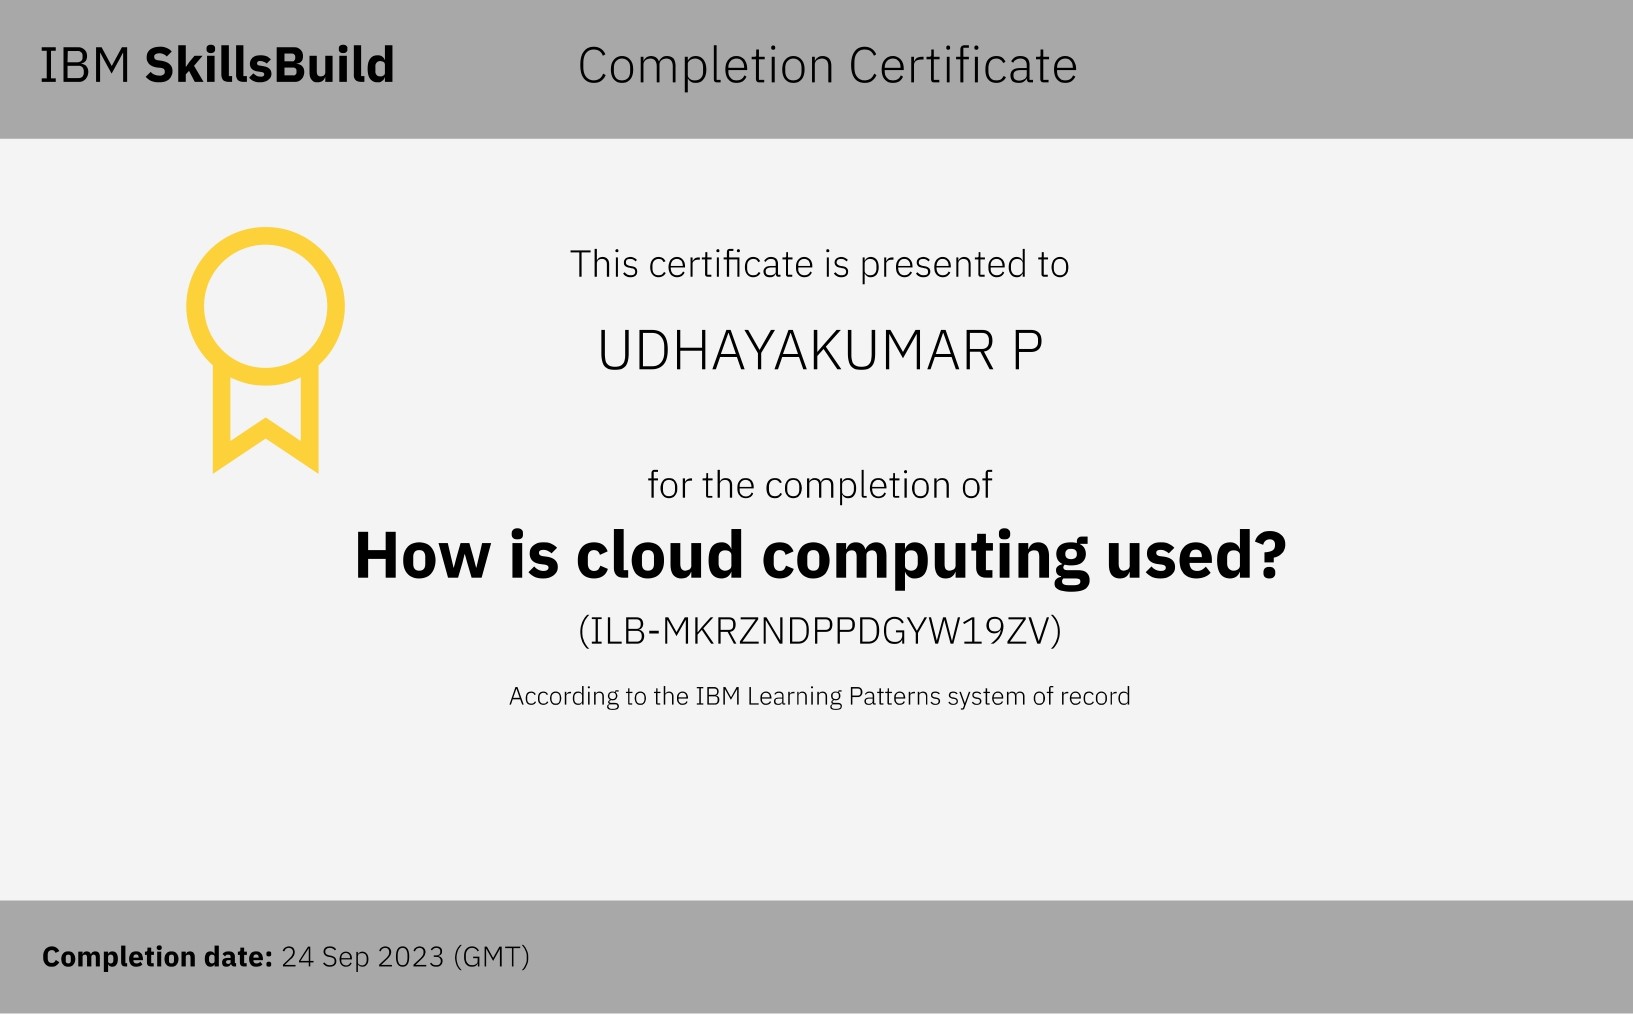 IBM SkillsBuild
Completion Certificate
This certificate is presented to
UDHAYAKUMAR P
for the completion of
How is cloud computing used?
(ILB-MKRZNDPPDGYW19ZV)
According to the IBM Learning Patterns system of record
Completion date: 24 Sep 2023 (GMT)